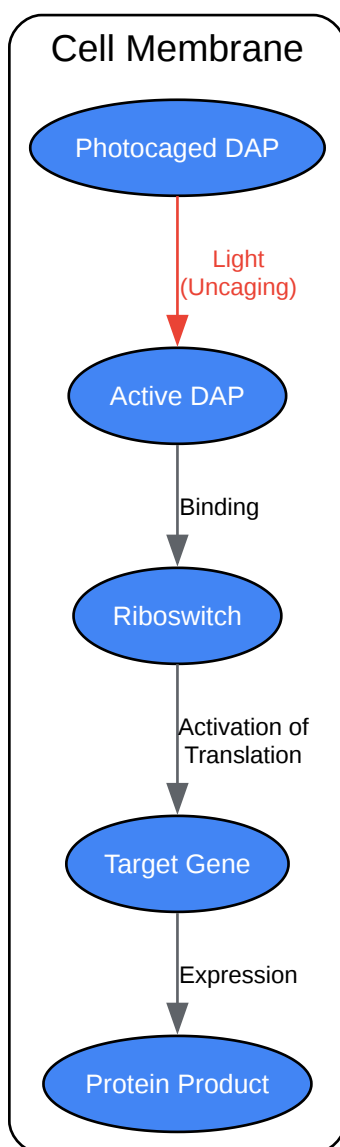 Cell Membrane
Photocaged DAP
Light
(Uncaging)
Active DAP
Binding
Riboswitch
Activation of
Translation
Target Gene
Expression
Protein Product